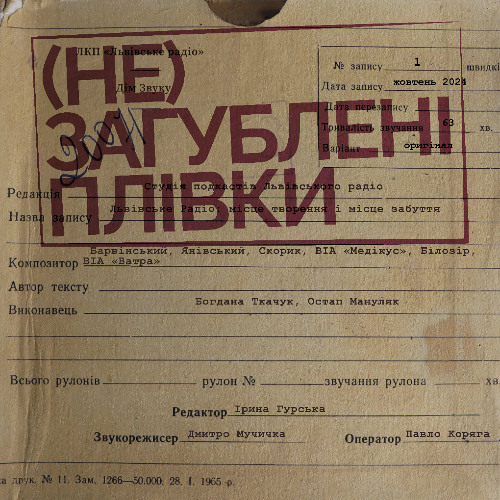 ЛКП «Львівське радіо»
Дім Звуку
(НЕ)
ЗАГУБЛЕНІ
ПЛІВКИ
№ запису 1 швидкі
Дата запису жовтень 2024
Дата перезапису
Тривалість звучання 63 хв.
Варіант оригінал
Редакція Студія подкастів Львівського радіо
Назва запису Львівське Радіо: місце творення і місце забуття
Барвінський, Янівський, Скорик, ВІА «Медікус», Білозір,
Композитор ВІА «Ватра»
Автор тексту
Виконавець Богдана Ткачук, Остап Мануляк
Всього рулонів рулон № звучання рулона хв.
Редактор Ірина Гурська
Звукорежисер Дмитро Мучичка Оператор Павло Коряга
друк. № 11. Зам. 1266—50.000. 28. I. 1965 р.